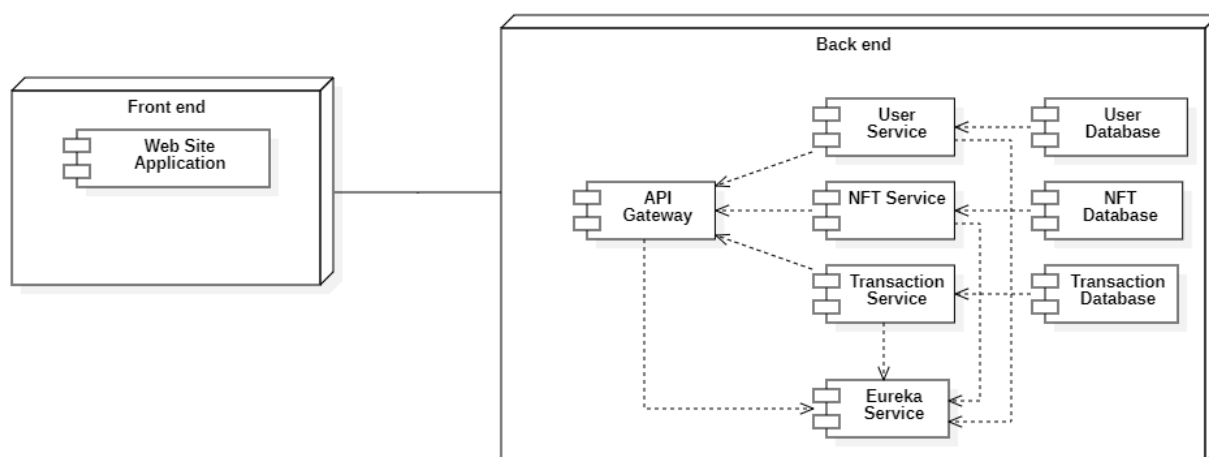 Back end
Front end
Web Site
Application
User
Service
User
Database
API
Gateway
NFT Service
NFT
Database
Transaction
Service
Transaction
Database
Eureka
Service